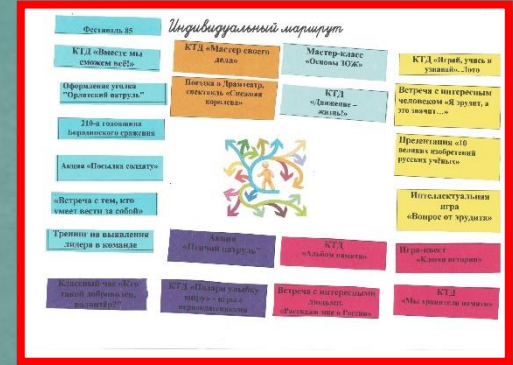 Фестиваль 85
Индивидуальный маршрут
КТД «Вместе мы
сможем всё!»
КТД «Мастер своего
дела»
Мастер-класс
«Основы ЗОЖ»
КТД «Играй, учись и
узнавай». Лото
Оформление уголка
"Орлятский патруль"
Поездка в Драмтеатр,
спектакль «Снежная
королева»
КТД
«Движение –
жизнь!»
Встреча с интересным
человеком «Я эрудит, а
это значит…»
210-я годовщина
Бородинского сражения
Презентация «10
великих изобретений
русских учёных»
Акция «Посылка солдату»
«Встреча с тем, кто
умеет вести за собой»
Интеллектуальная
игра
«Вопрос от эрудита»
Тренинг на выявления
лидера в команде
Акция
«Птичий патруль"
КТД
«Альбом памяти»
Игра-квест
«Ключи истории»
Классный час «Кто
такой доброволец,
волонтёр?"
КТД «Подари улыбку
миру» - игра с
первоклассниками
Встреча с интересными
людьми.
«Расскажи мне о России»
КТД
«Мы хранители памяти»